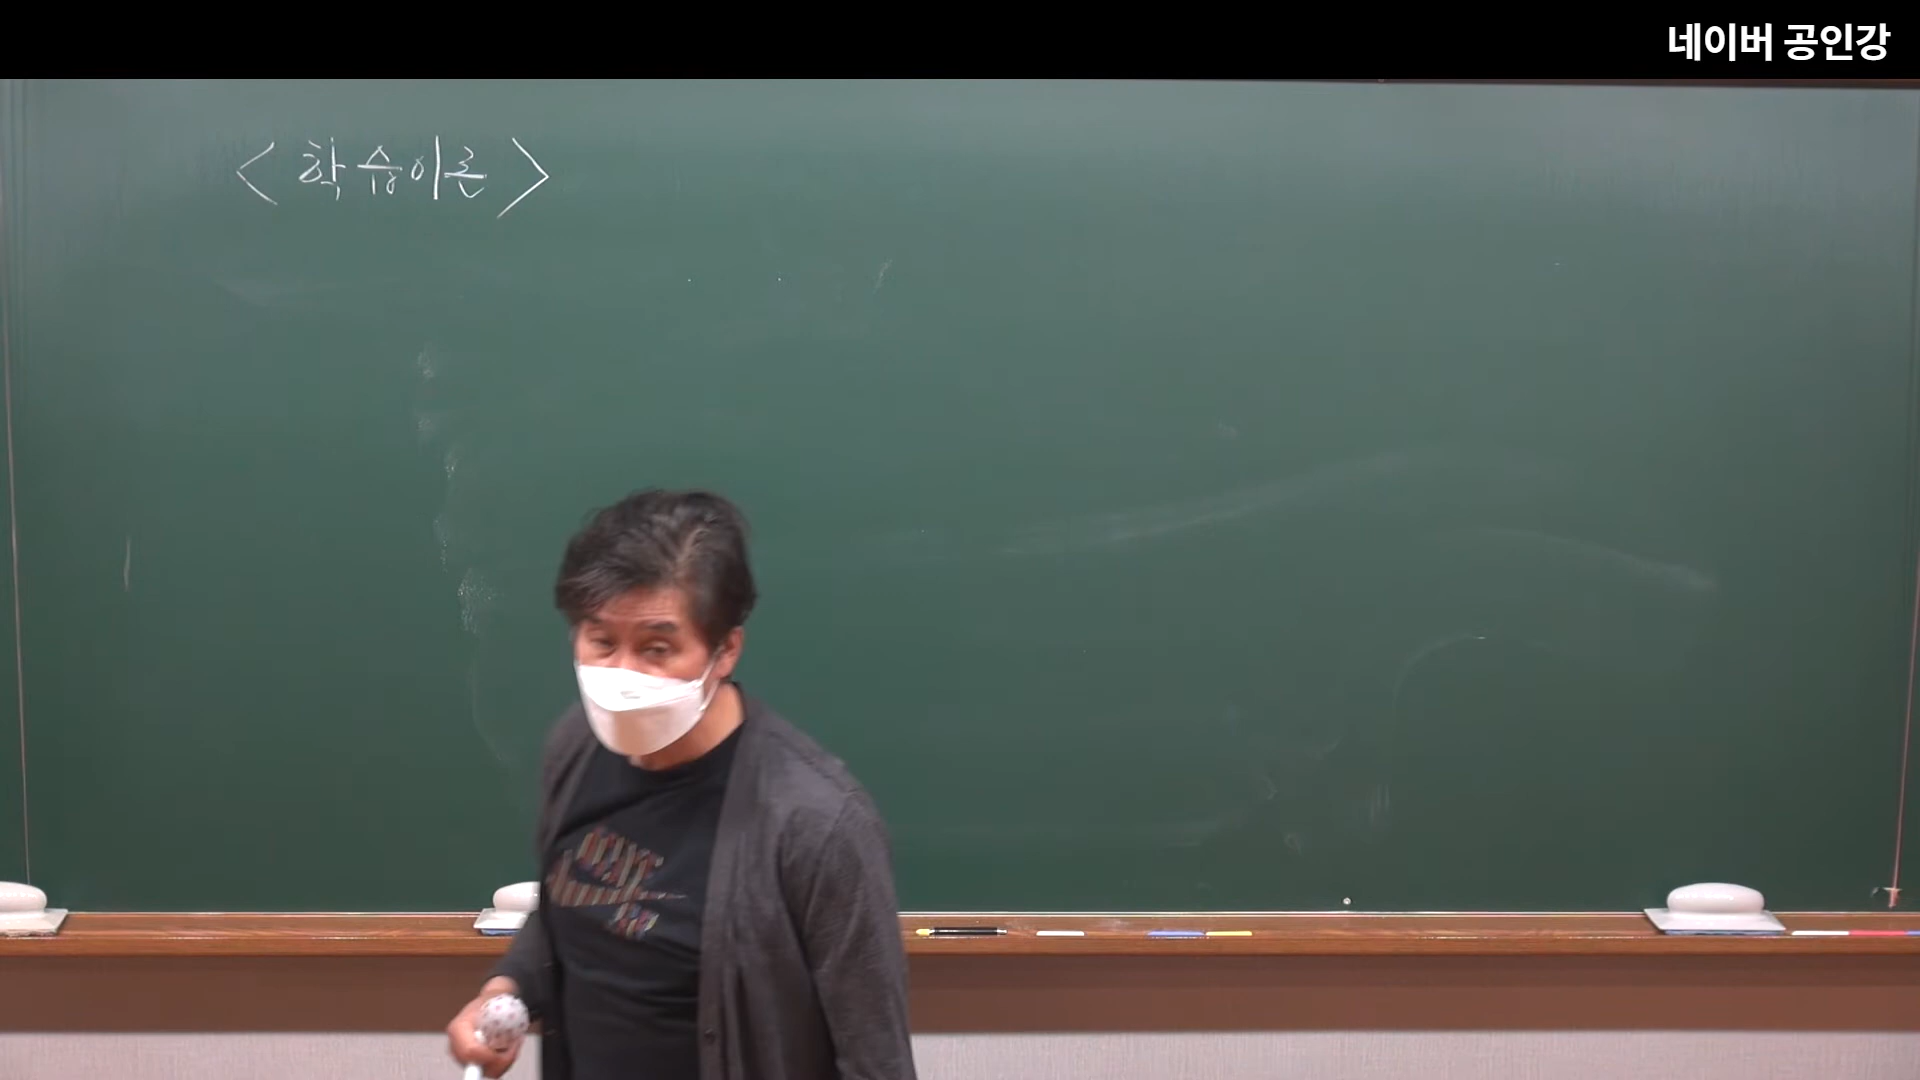 네이버 공인강
< 학습이론 >